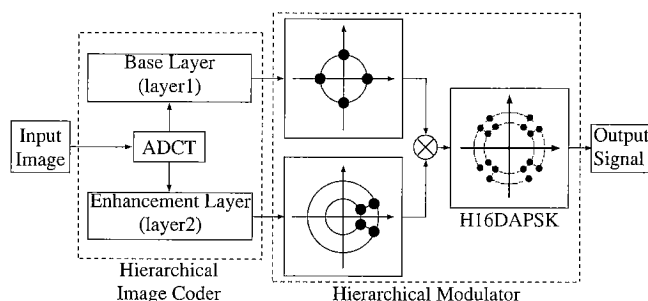 Base Layer
(layer1)
Input
Image
ADCT
Enhancement Layer
(layer2)
Hierarchical
Image Coder
H16DAPSK
Output
Signal
Hierarchical Modulator